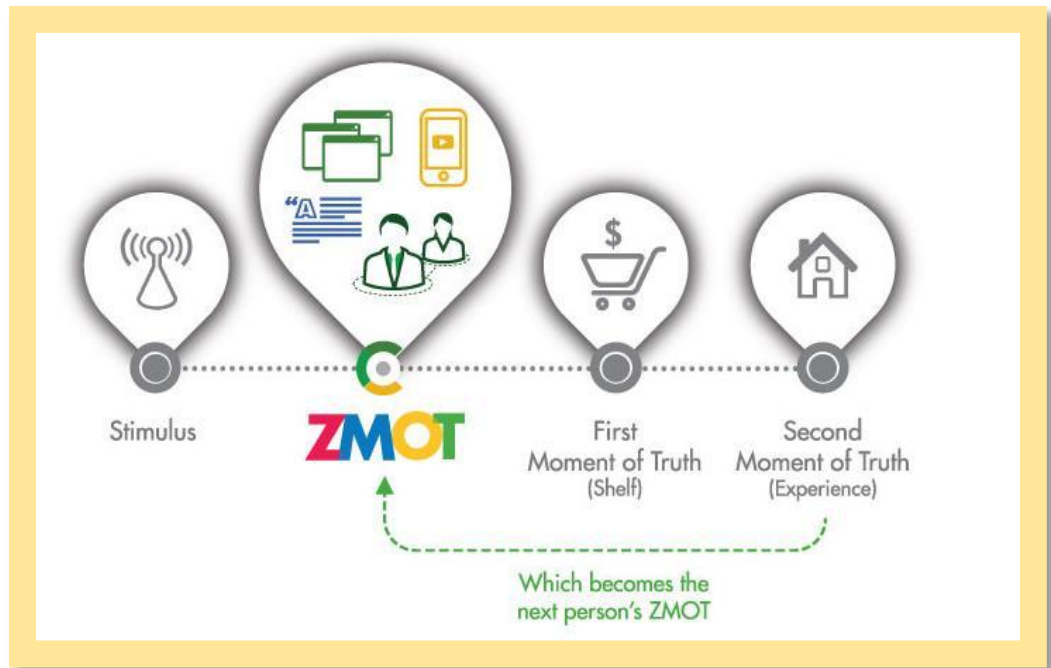 “A
$
Stimulus
ZMOT
First
Moment of Truth
(Shelf)
Second
Moment of Truth
(Experience)
Which becomes the
next person's ZMOT